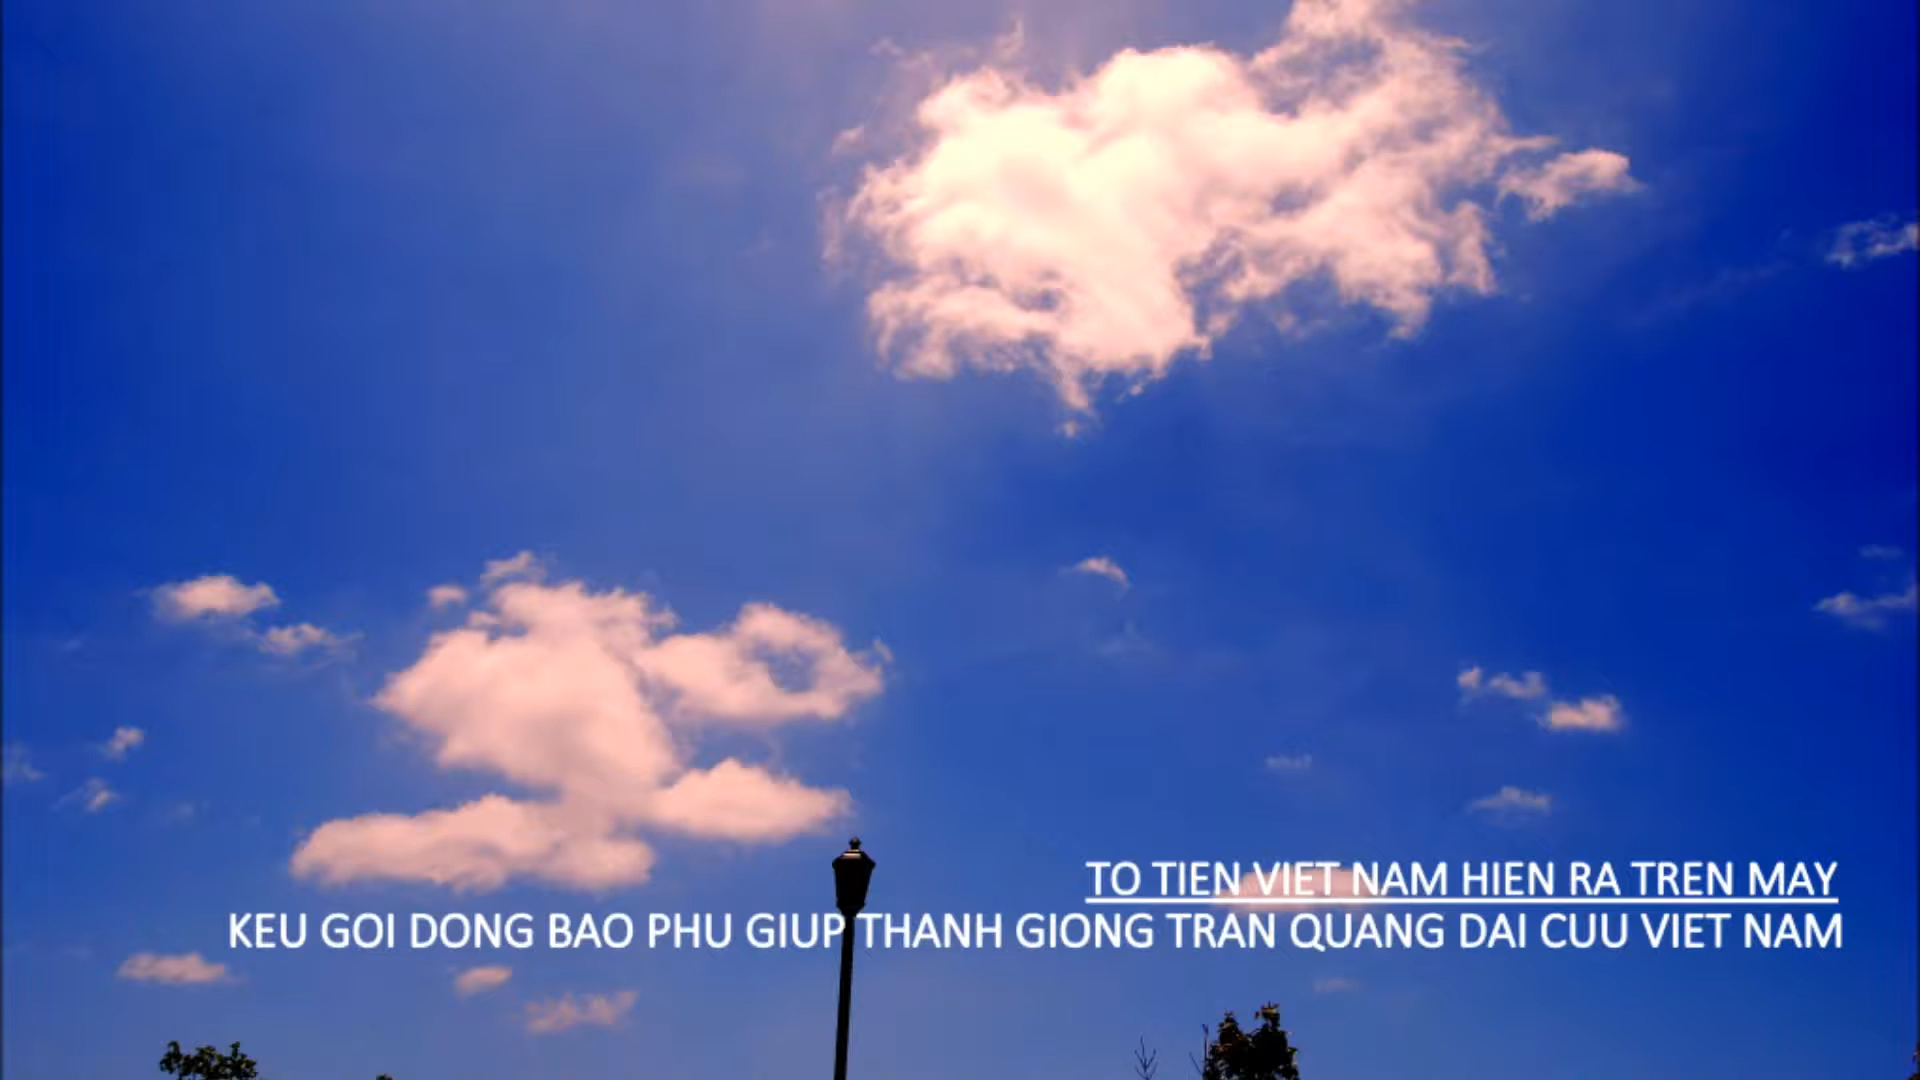 TO TIEN VIET NAM HIEN RA TREN MAY
KEU GOI DONG BAO PHU GIUP THANH GIONG TRAN QUANG DAI CUU VIET NAM